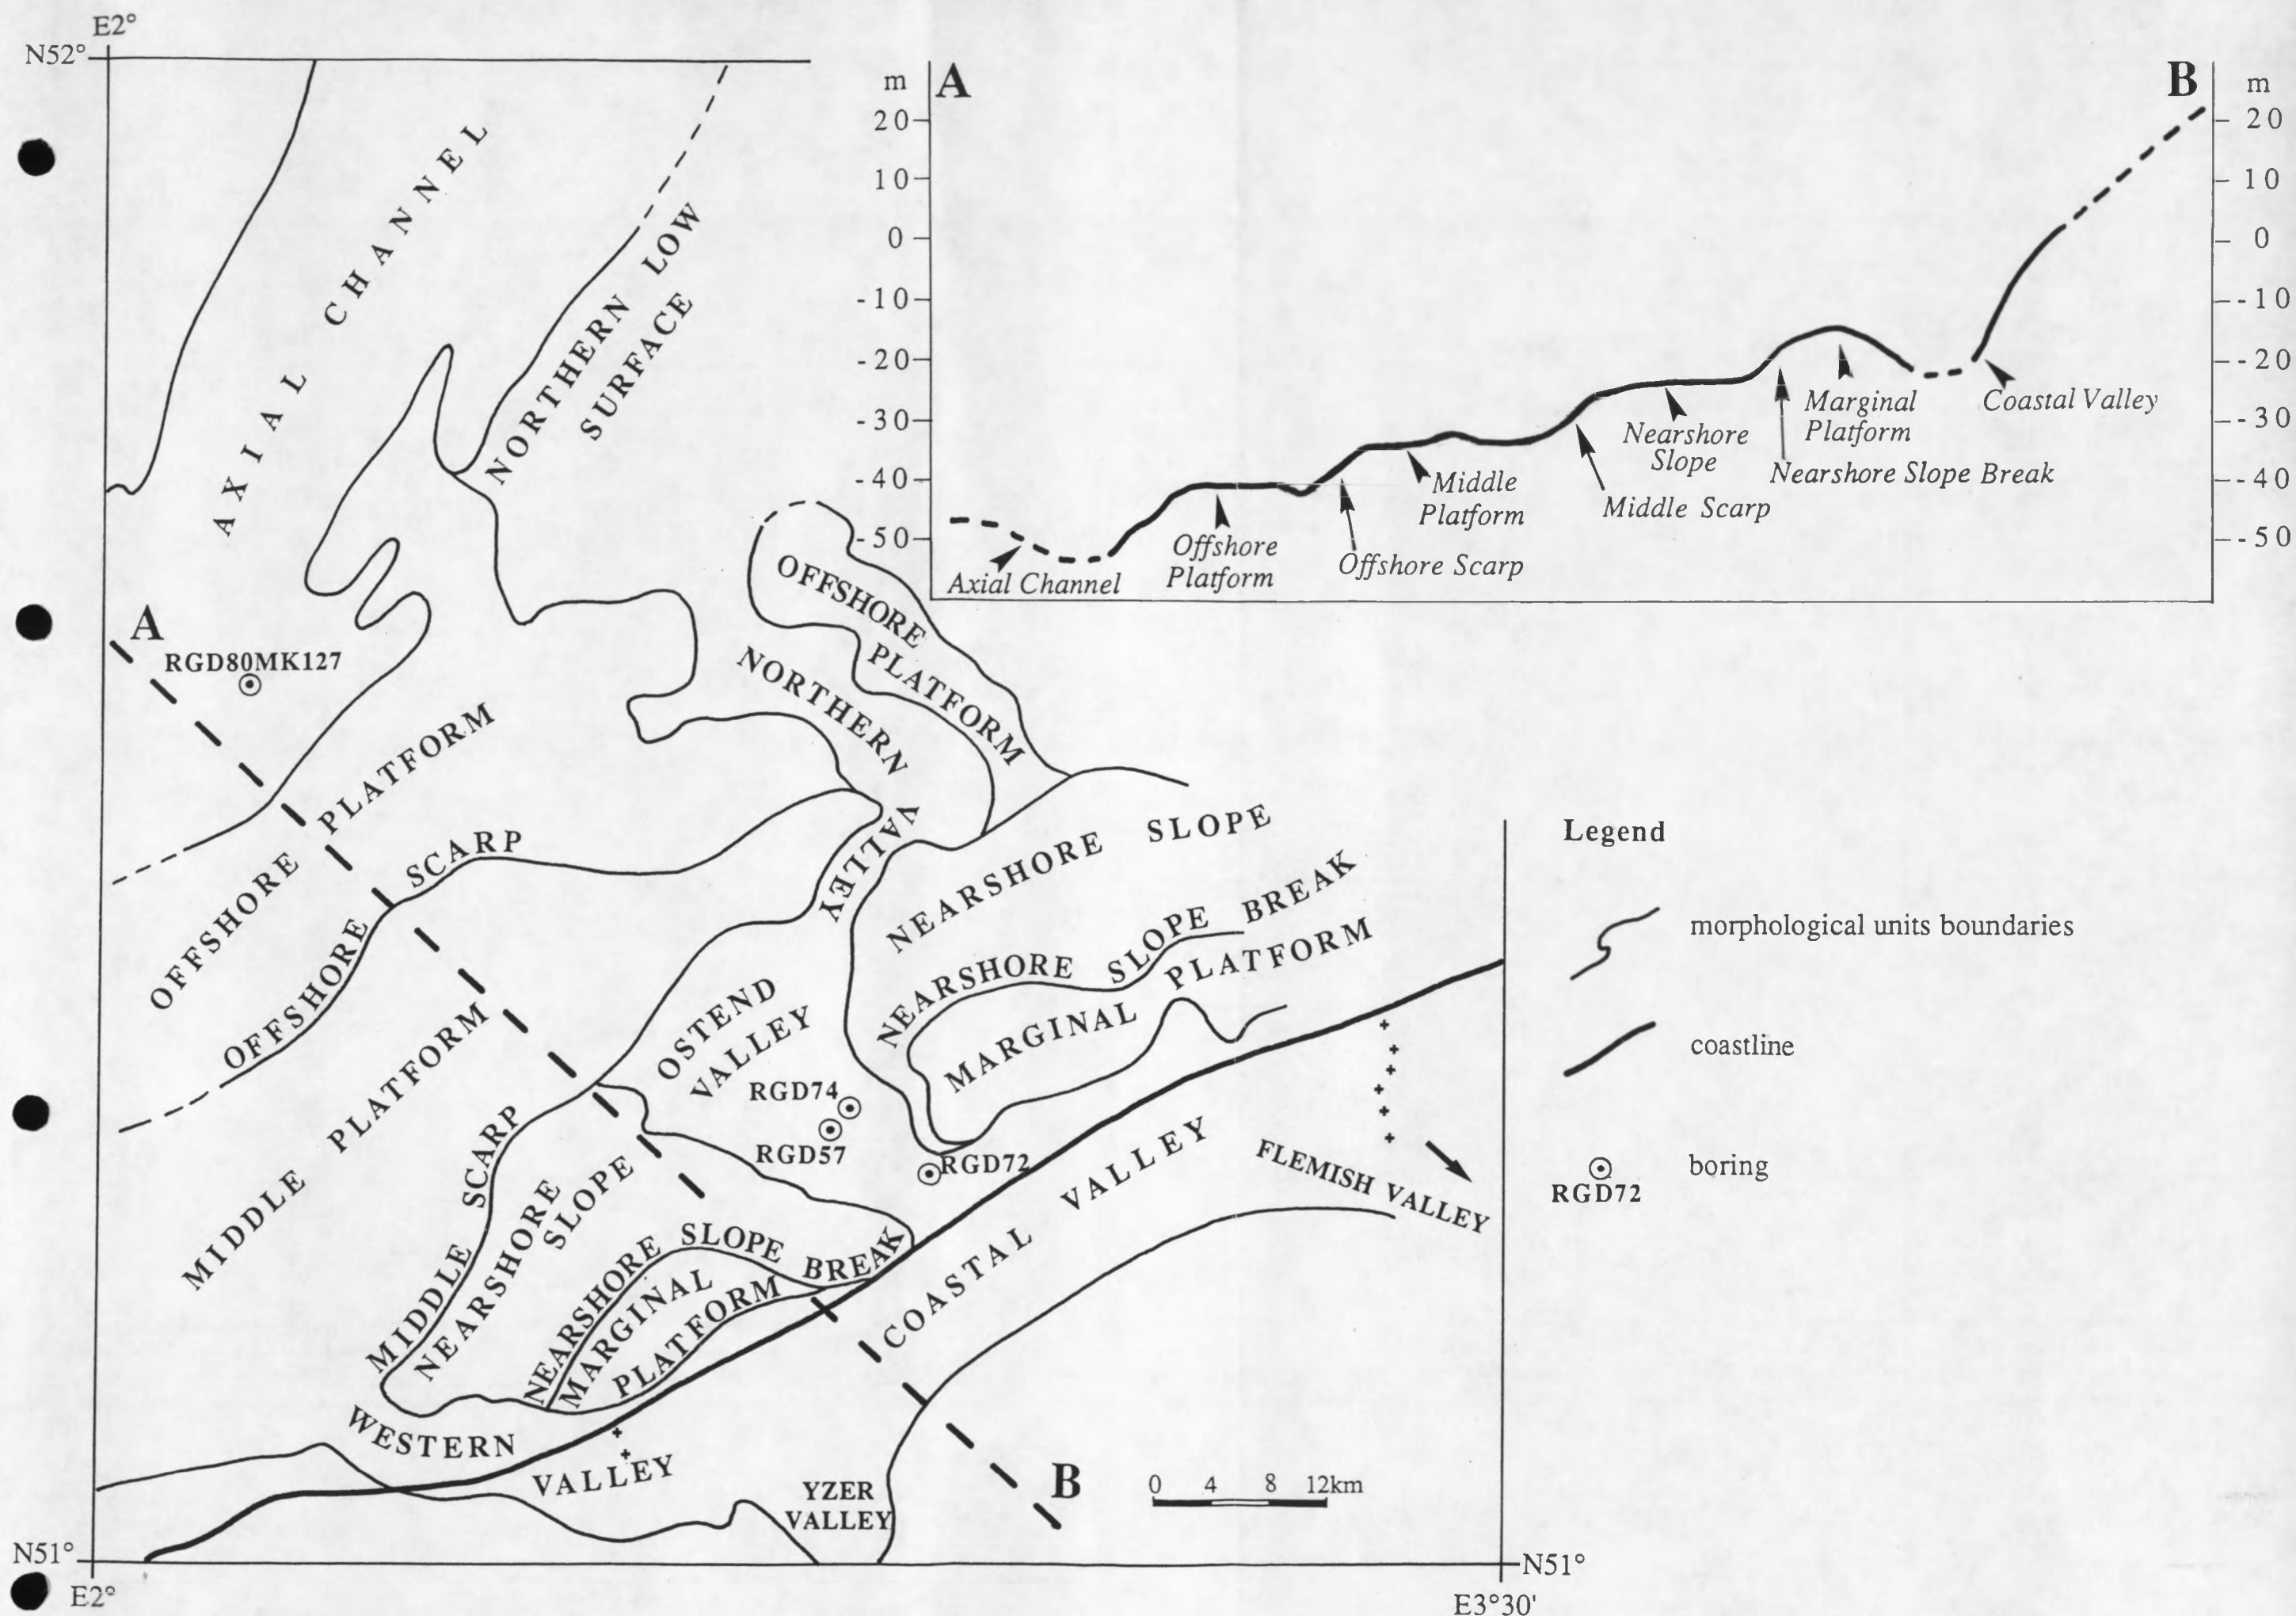 E2°
N52°
AXIAL CHANNEL
NORTHERN LOW
SURFACE
m
A
20
10
0
-10
-20
-30
-40
-50
B
m
20
10
0
-10
-20
-30
-40
-50
Axial Channel
Offshore
Platform
Offshore Scarp
Middle
Platform
Middle Scarp
Nearshore
Slope
Nearshore Slope Break
Marginal
Platform
Coastal Valley
A
RGD80MK127
OFFSHORE
PLATFORM
NORTHERN
VALLEY
OFFSHORE PLATFORM
OFFSHORE SCARP
MIDDLE PLATFORM
NEARSHORE SLOPE
NEARSHORE SLOPE BREAK
MARGINAL PLATFORM
OSTEND
VALLEY
RGD74
RGD57
RGD72
MIDDLE SCARP
NEARSHORE
SLOPE
NEARSHORE SLOPE BREAK
MARGINAL
PLATFORM
COASTAL VALLEY
FLEMISH VALLEY
WESTERN
VALLEY
YZER
VALLEY
B
0 4 8 12km
N51°
E2°
N51°
E3°30'
Legend
morphological units boundaries
coastline
boring
RGD72